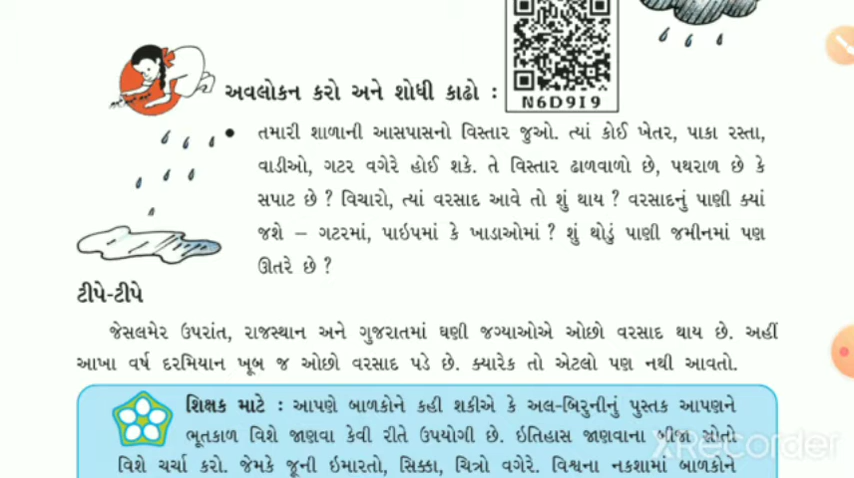 N6D9I9
અવલોકન કરો અને શોધી કાઢો :
• તમારી શાળાની આસપાસનો વિસ્તાર જુઓ. ત્યાં કોઈ ખેતર, પાકા રસ્તા,
વાડીઓ, ગટર વગેરે હોઈ શકે. તે વિસ્તાર ઢાળવાળો છે, પથરાળ છે કે
સપાટ છે ? વિચારો, ત્યાં વરસાદ આવે તો શું થાય ? વરસાદનું પાણી ક્યાં
જશે – ગટરમાં, પાઇપમાં કે ખાડાઓમાં ? શું થોડું પાણી જમીનમાં પણ
ઊતરે છે ?
ટીપે-ટીપે
જેસલમેર ઉપરાંત, રાજસ્થાન અને ગુજરાતમાં ઘણી જગ્યાઓએ ઓછો વરસાદ થાય છે. અહીં
આખા વર્ષ દરમિયાન ખૂબ જ ઓછો વરસાદ પડે છે. ક્યારેક તો એટલો પણ નથી આવતો.
શિક્ષક માટે : આપણે બાળકોને કહી શકીએ કે અલ-બિરુનીનું પુસ્તક આપણને
ભૂતકાળ વિશે જાણવા કેવી રીતે ઉપયોગી છે. ઇતિહાસ જાણવાના બીજા સ્રોતો
વિશે ચર્ચા કરો. જેમકે જૂની ઇમારતો, સિક્કા, ચિત્રો વગેરે. વિશ્વના નકશામાં બાળકોને
XRecorder